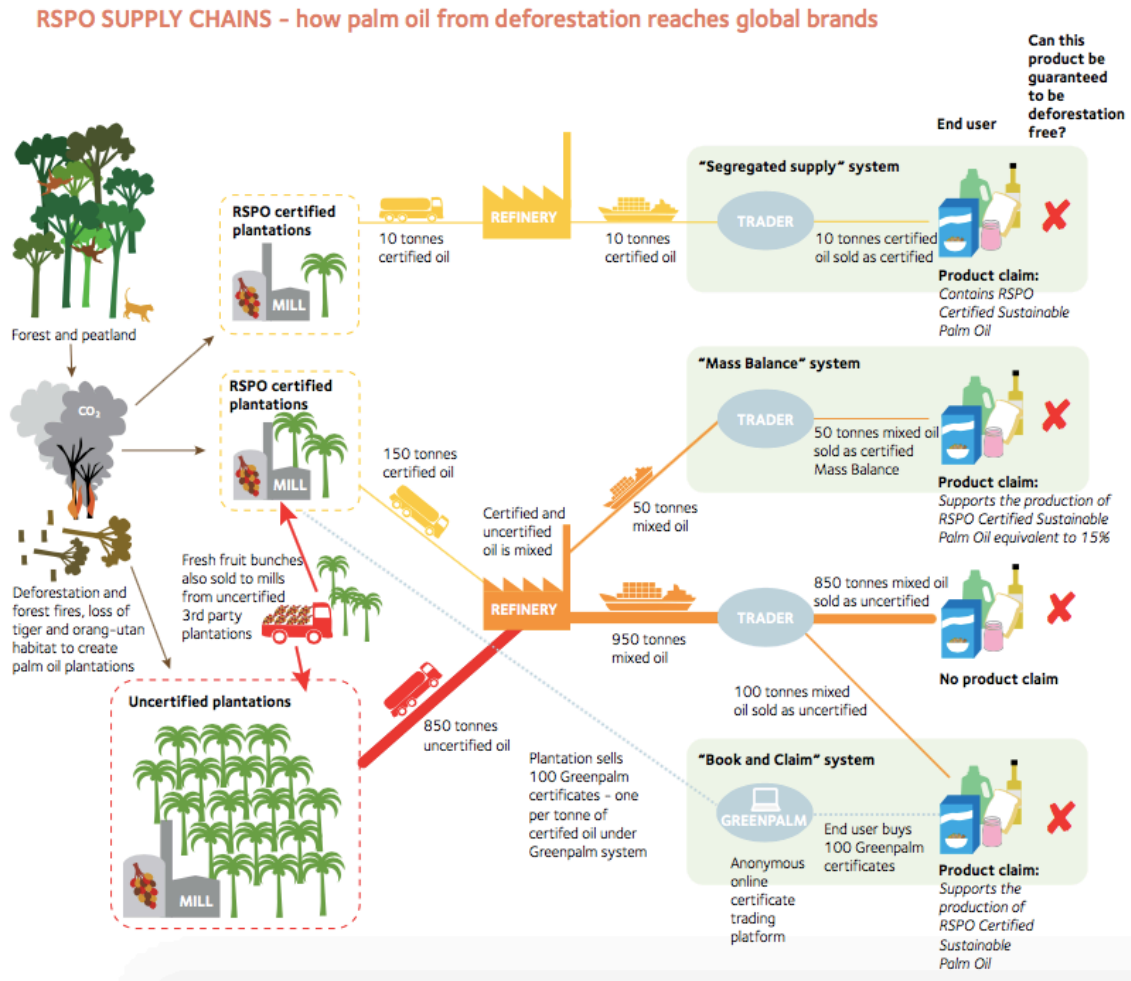 RSPO SUPPLY CHAINS – how palm oil from deforestation reaches global brands
Can this
product be
guaranteed
to be
deforestation
free?
End user
"Segregated supply" system
RSPO certified
plantations
MILL
10 tonnes
certified oil
REFINERY
10 tonnes
certified oil
TRADER
10 tonnes certified
oil sold as certified
Product claim:
Contains RSPO
Certified Sustainable
Palm Oil
Forest and peatland
CO₂
Deforestation and
forest fires, loss of
tiger and orang-utan
habitat to create
palm oil plantations
RSPO certified
plantations
MILL
150 tonnes
certified oil
Certified and
uncertified
oil is mixed
REFINERY
"Mass Balance" system
50 tonnes
mixed oil
TRADER
50 tonnes mixed oil
sold as certified
Mass Balance
Product claim:
Supports the production of
RSPO Certified Sustainable
Palm Oil equivalent to 15%
Fresh fruit bunches
also sold to mills
from uncertified
3rd party
plantations
950 tonnes
mixed oil
TRADER
850 tonnes mixed oil
sold as uncertified
No product claim
100 tonnes mixed
oil sold as uncertified
Uncertified plantations
MILL
850 tonnes
uncertified oil
Plantation sells
100 Greenpalm
certificates – one
per tonne of
certifed oil under
Greenpalm system
"Book and Claim" system
GREENPALM
Anonymous
online
certificate
trading
platform
End user buys
100 Greenpalm
certificates
Product claim:
Supports the
production of
RSPO Certified
Sustainable
Palm Oil